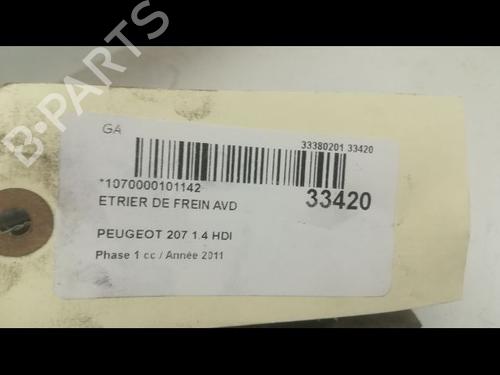 GA
33380201 33420
*1070000101142
33420
ETRIER DE FREIN AVD
PEUGEOT 207 1.4 HDI
Phase 1 cc / Année 2011
B-PARTS